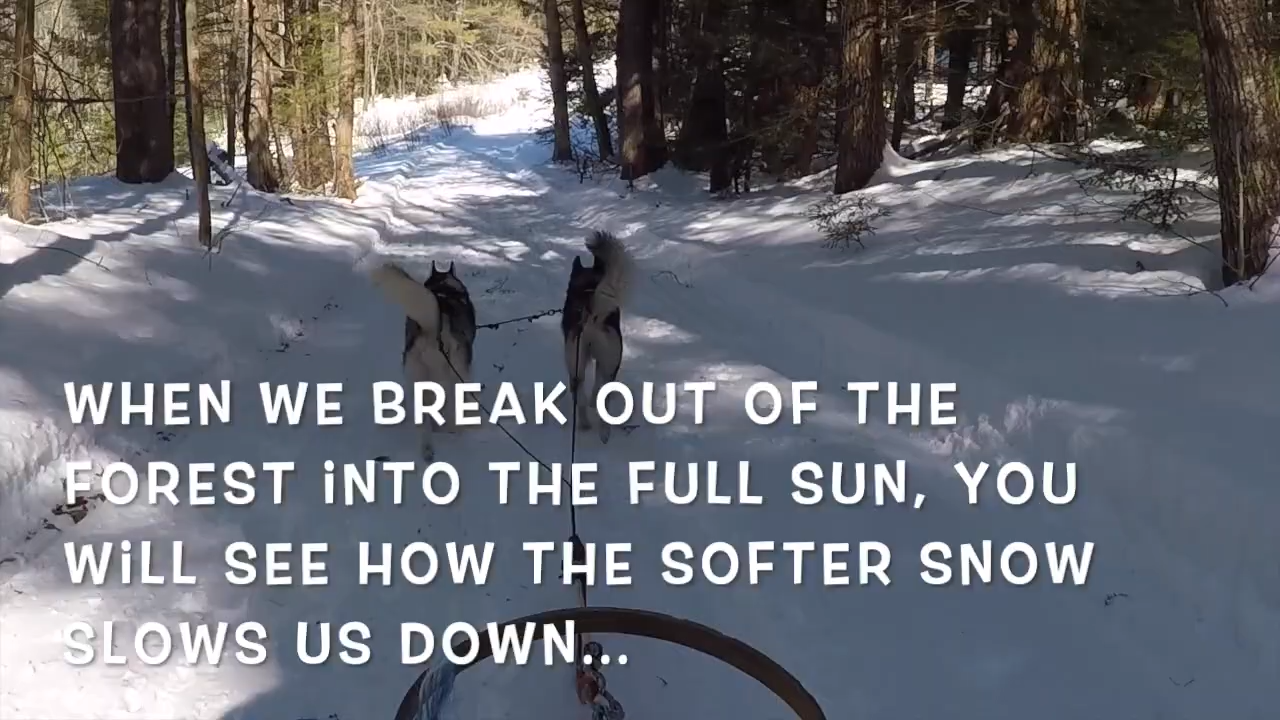 WHEN WE BREAK OUT OF THE
FOREST INTO THE FULL SUN, YOU
WILL SEE HOW THE SOFTER SNOW
SLOWS US DOWN...